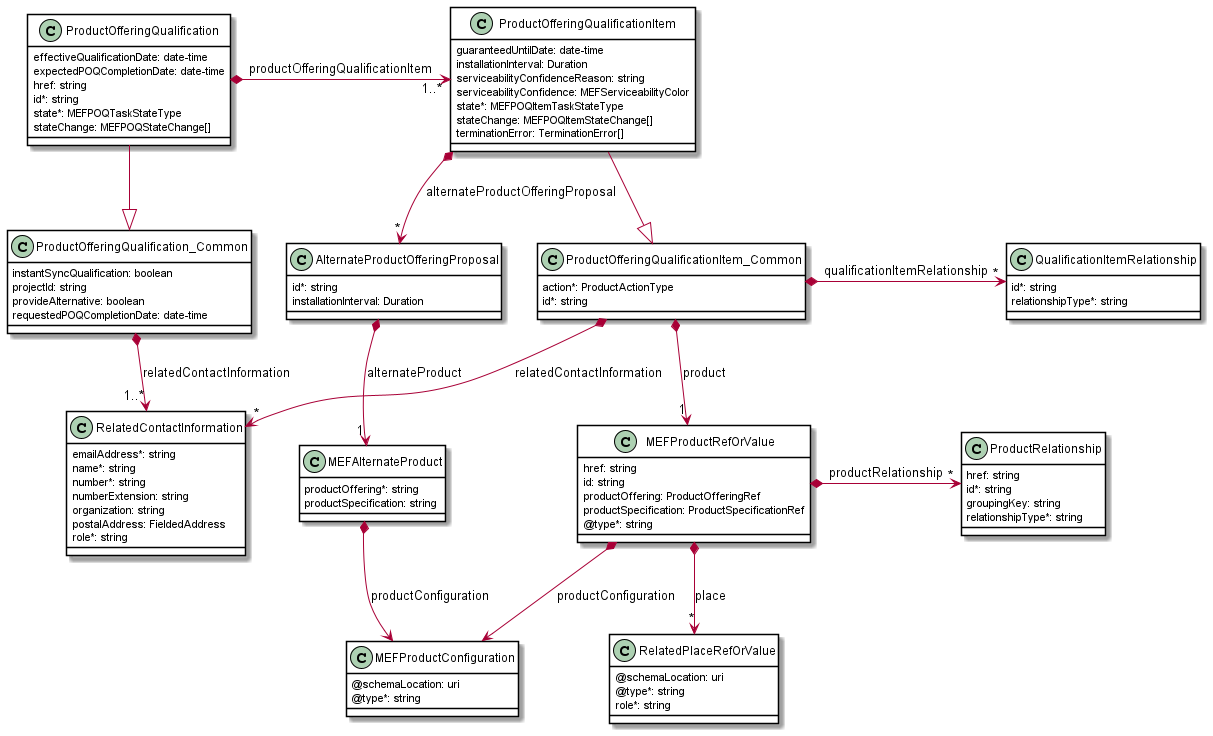 C ProductOfferingQualification
effectiveQualificationDate: date-time
expectedPOQCompletionDate: date-time
href: string
id*: string
state*: MEFPOQTaskStateType
stateChange: MEFPOQStateChange[]
productOfferingQualificationItem
1..*
C ProductOfferingQualificationItem
guaranteedUntilDate: date-time
installationInterval: Duration
serviceabilityConfidenceReason: string
serviceabilityConfidence: MEFServiceabilityColor
state*: MEFPOQItemTaskStateType
stateChange: MEFPOQItemStateChange[]
terminationError: TerminationError[]
alternateProductOfferingProposal
*
C ProductOfferingQualification_Common
instantSyncQualification: boolean
projectId: string
provideAlternative: boolean
requestedPOQCompletionDate: date-time
C AlternateProductOfferingProposal
id*: string
installationInterval: Duration
C ProductOfferingQualificationItem_Common
action*: ProductActionType
id*: string
qualificationItemRelationship
*
C QualificationItemRelationship
id*: string
relationshipType*: string
relatedContactInformation
1..*
alternateProduct
1
relatedContactInformation
*
product
1
C RelatedContactInformation
emailAddress*: string
name*: string
number*: string
numberExtension: string
organization: string
postalAddress: FieldedAddress
role*: string
C MEFAlternateProduct
productOffering*: string
productSpecification: string
C MEFProductRefOrValue
href: string
id: string
productOffering: ProductOfferingRef
productSpecification: ProductSpecificationRef
@type*: string
productRelationship
*
C ProductRelationship
href: string
id*: string
groupingKey: string
relationshipType*: string
productConfiguration
productConfiguration
place
*
C MEFProductConfiguration
@schemaLocation: uri
@type*: string
C RelatedPlaceRefOrValue
@schemaLocation: uri
@type*: string
role*: string